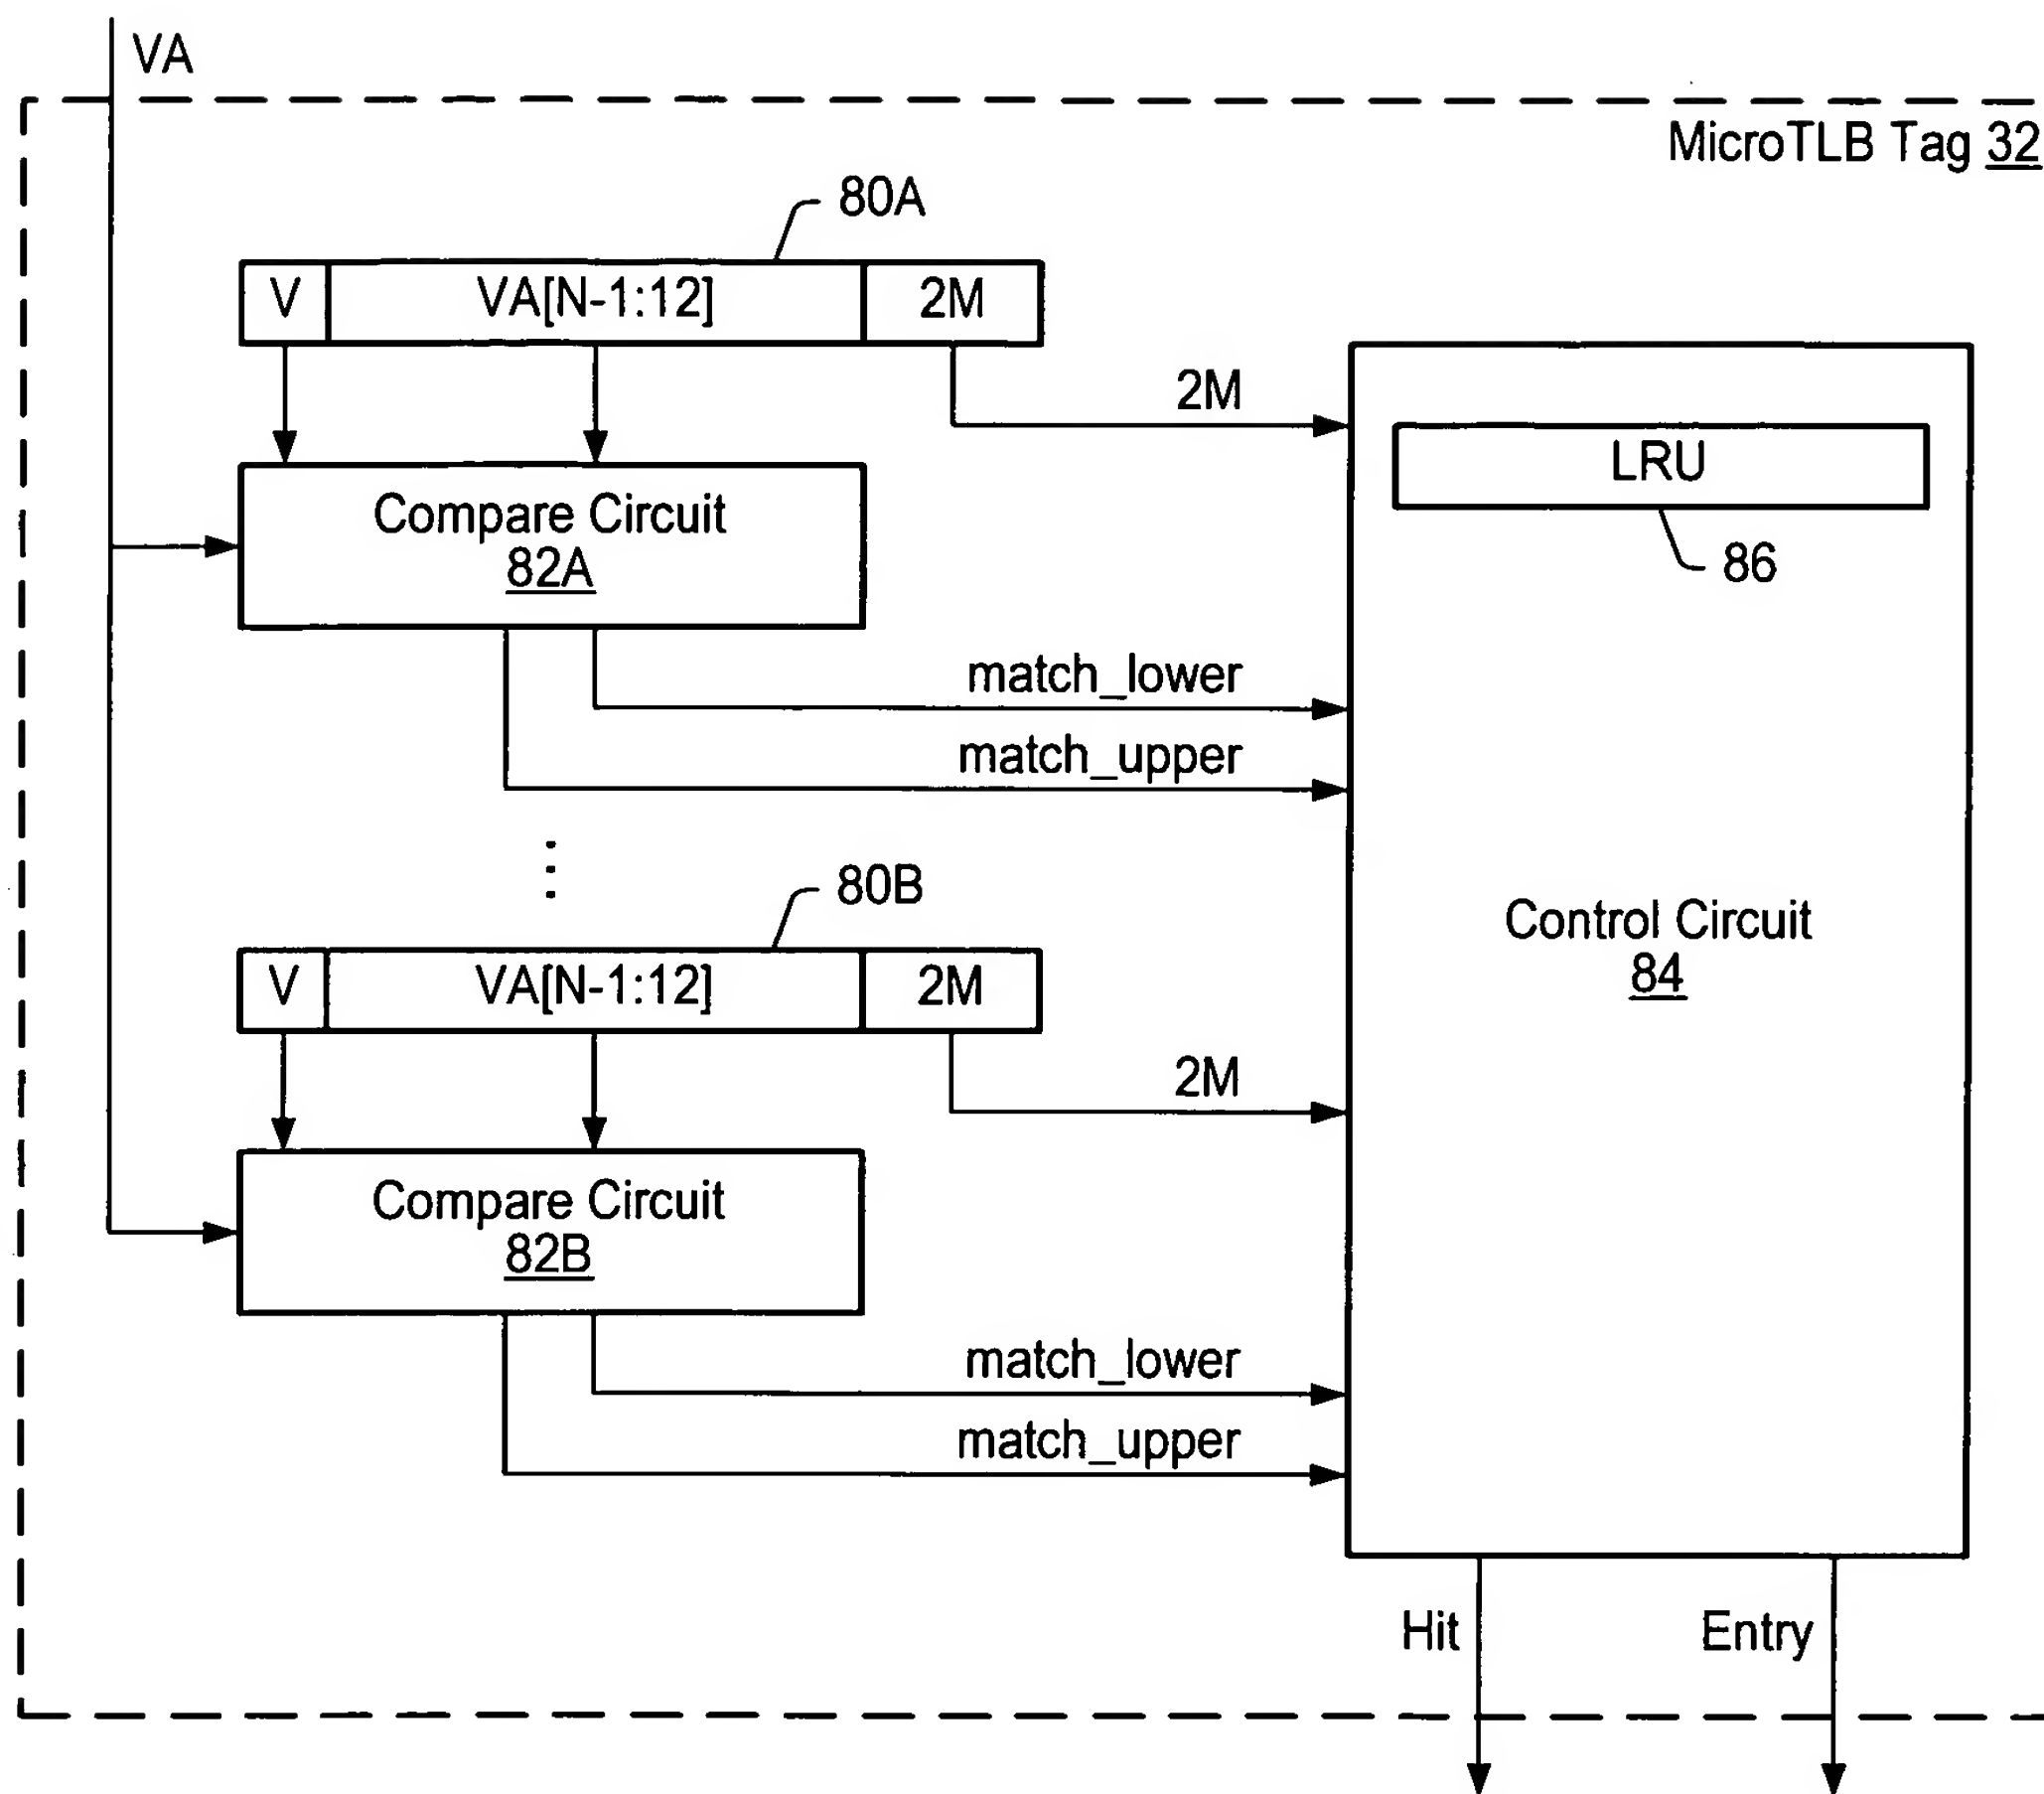 VA
MicroTLB Tag 32
80A
V VA[N-1:12] 2M
2M
LRU
Compare Circuit
82A
86
match_lower
match_upper
80B
V VA[N-1:12] 2M
Control Circuit
84
2M
Compare Circuit
82B
match_lower
match_upper
Hit Entry